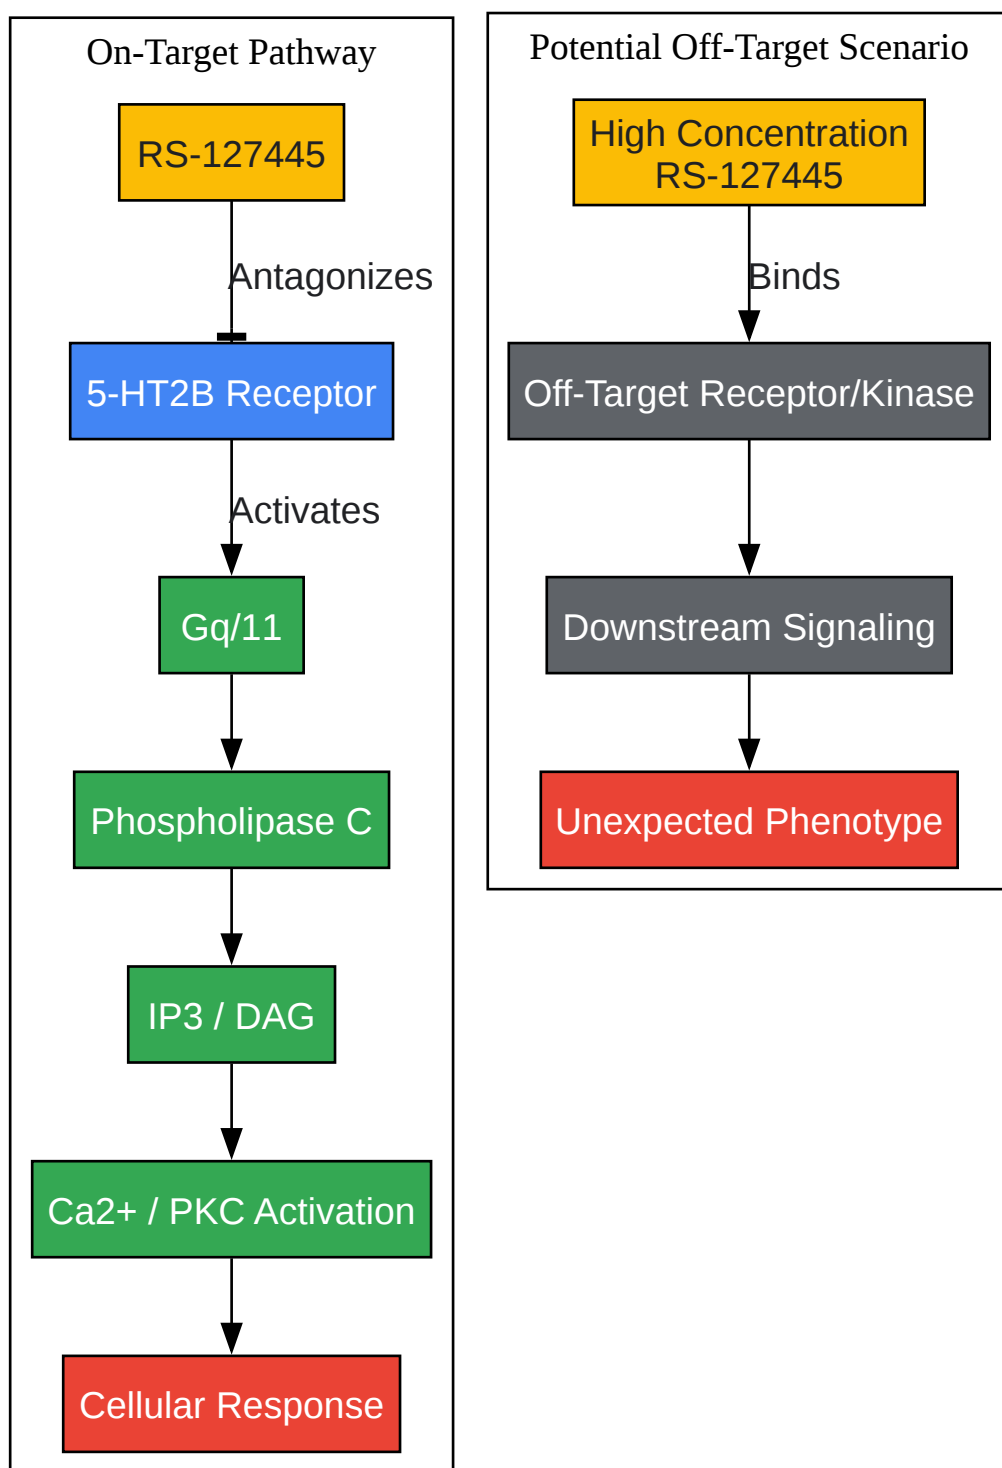 On-Target Pathway
RS-127445
Antagonizes
5-HT2B Receptor
Activates
Gq/11
Phospholipase C
IP3 / DAG
Ca2+ / PKC Activation
Cellular Response
Potential Off-Target Scenario
High Concentration
RS-127445
Binds
Off-Target Receptor/Kinase
Downstream Signaling
Unexpected Phenotype